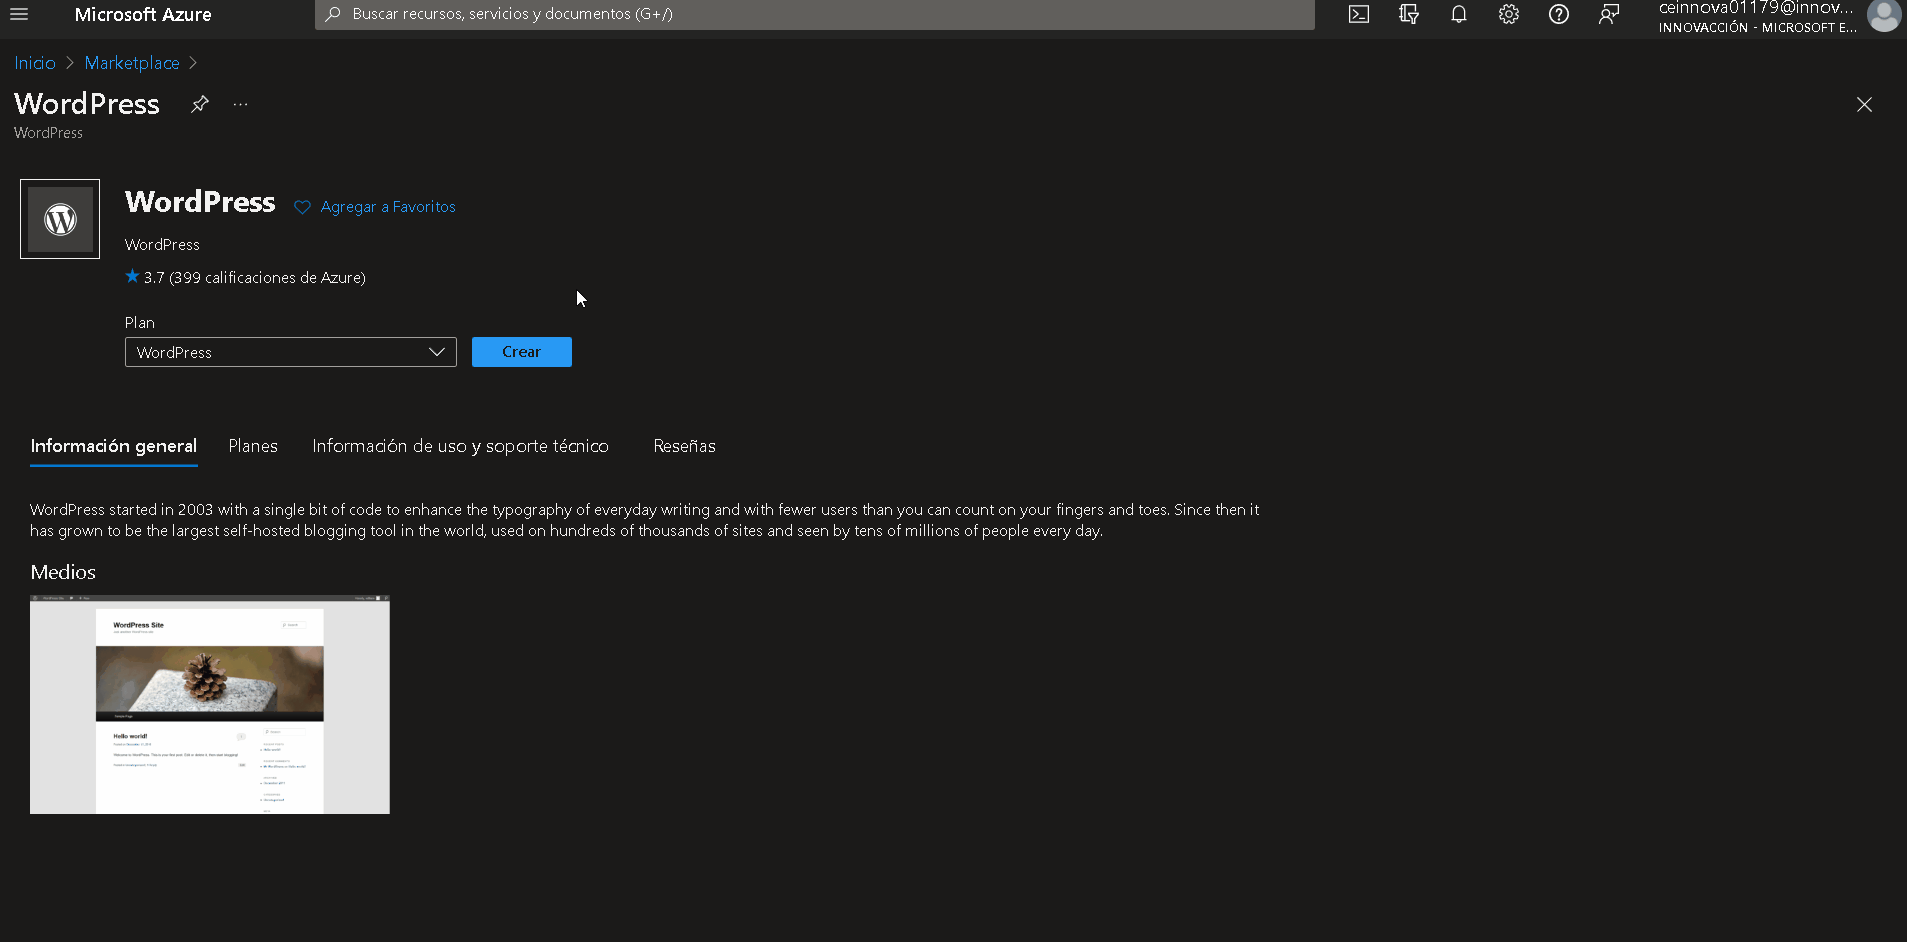 Microsoft Azure
Buscar recursos, servicios y documentos (G+/)
ceinnova01179@innov...
INNOVACCIÓN - MICROSOFT E...
Inicio > Marketplace >
WordPress
...
WordPress
WordPress
Agregar a Favoritos
WordPress
3.7 (399 calificaciones de Azure)
Plan
WordPress
Crear
Información general
Planes
Información de uso y soporte técnico
Reseñas
WordPress started in 2003 with a single bit of code to enhance the typography of everyday writing and with fewer users than you can count on your fingers and toes. Since then it
has grown to be the largest self-hosted blogging tool in the world, used on hundreds of thousands of sites and seen by tens of millions of people every day.
Medios
WordPress Site
Hello world!